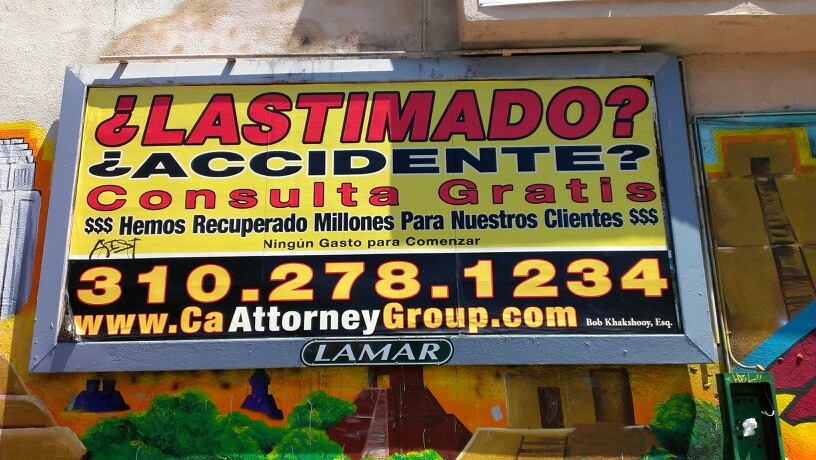 ¿LASTIMADO?
¿ACCIDENTE?
Consulta Gratis
$$$ Hemos Recuperado Millones Para Nuestros Clientes $$$
Ningún Gasto para Comenzar
310.278.1234
www.CaAttorneyGroup.com Bob Khakshooy, Esq.
LAMAR